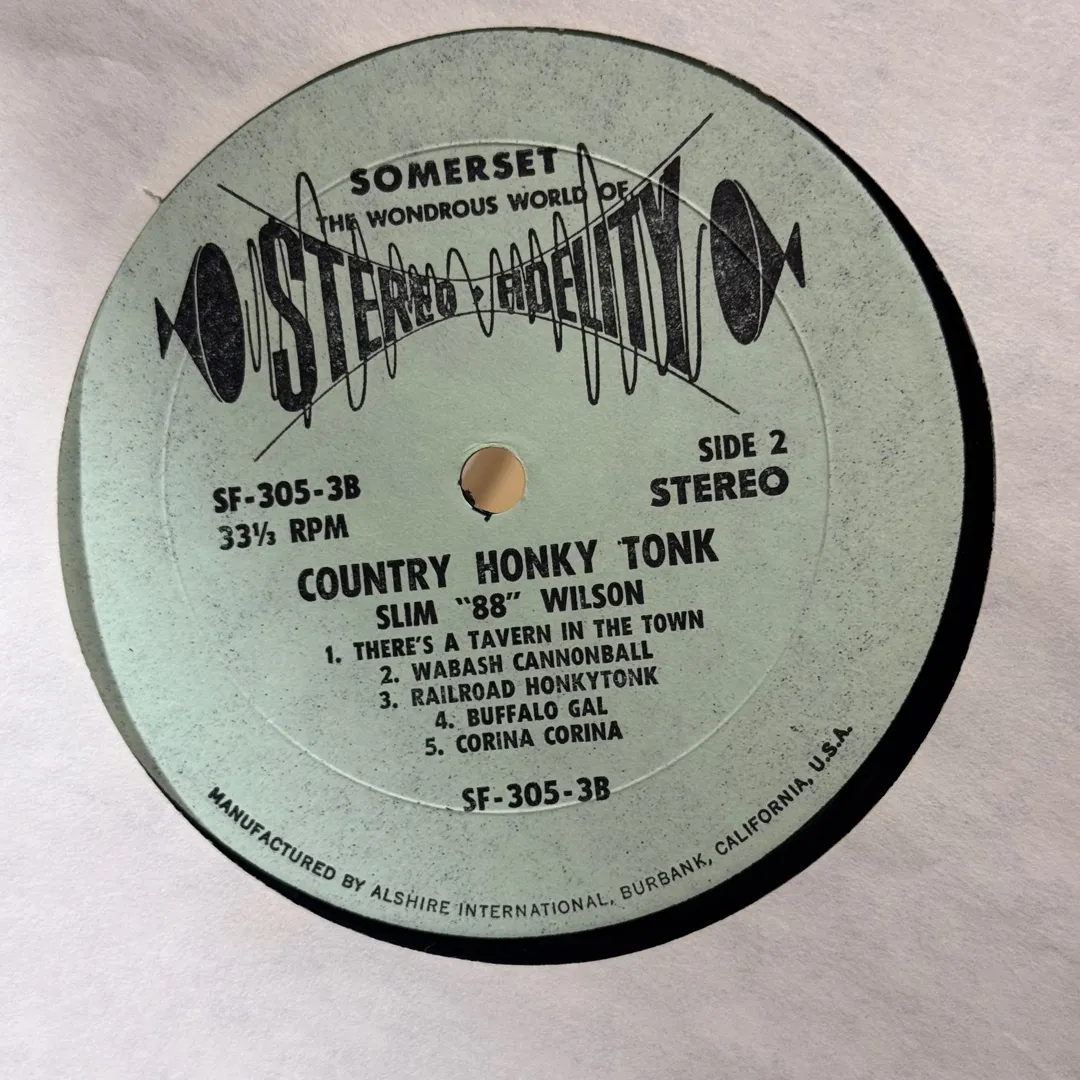 SOMERSET
THE WONDROUS WORLD OF
STEREO • FIDELITY
SIDE 2
STEREO
SF-305-3B
33⅓ RPM
COUNTRY HONKY TONK
SLIM "88" WILSON
1. THERE'S A TAVERN IN THE TOWN
2. WABASH CANNONBALL
3. RAILROAD HONKYTONK
4. BUFFALO GAL
5. CORINA CORINA
SF-305-3B
MANUFACTURED BY ALSHIRE INTERNATIONAL, BURBANK, CALIFORNIA, U.S.A.